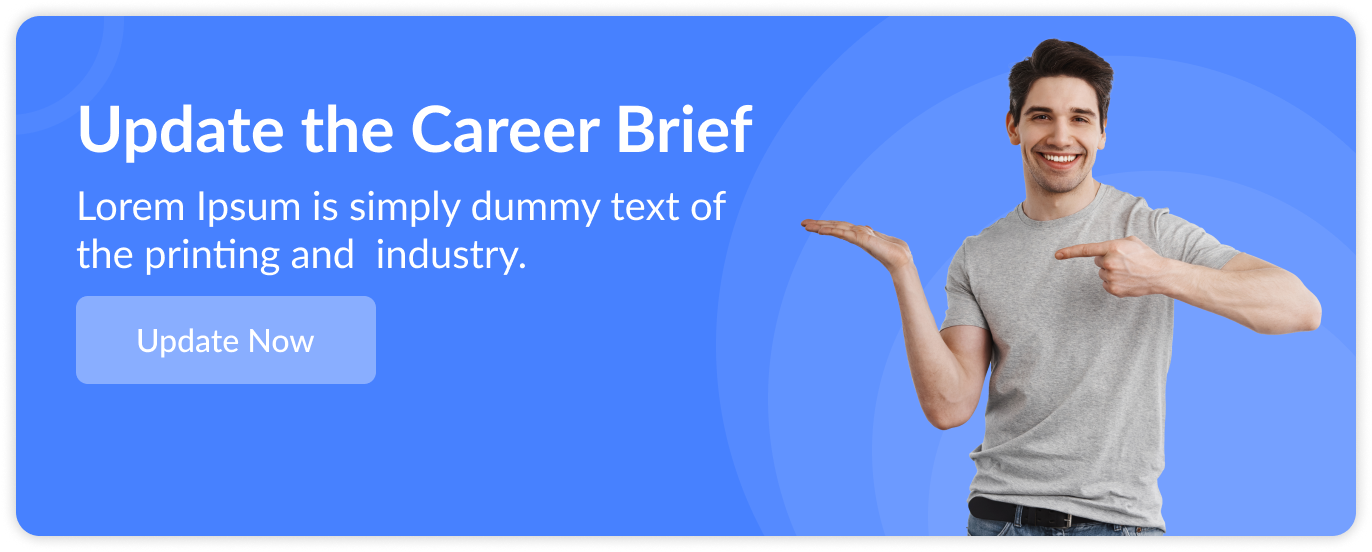 Update the Career Brief
Lorem Ipsum is simply dummy text of
the printing and  industry.
Update Now